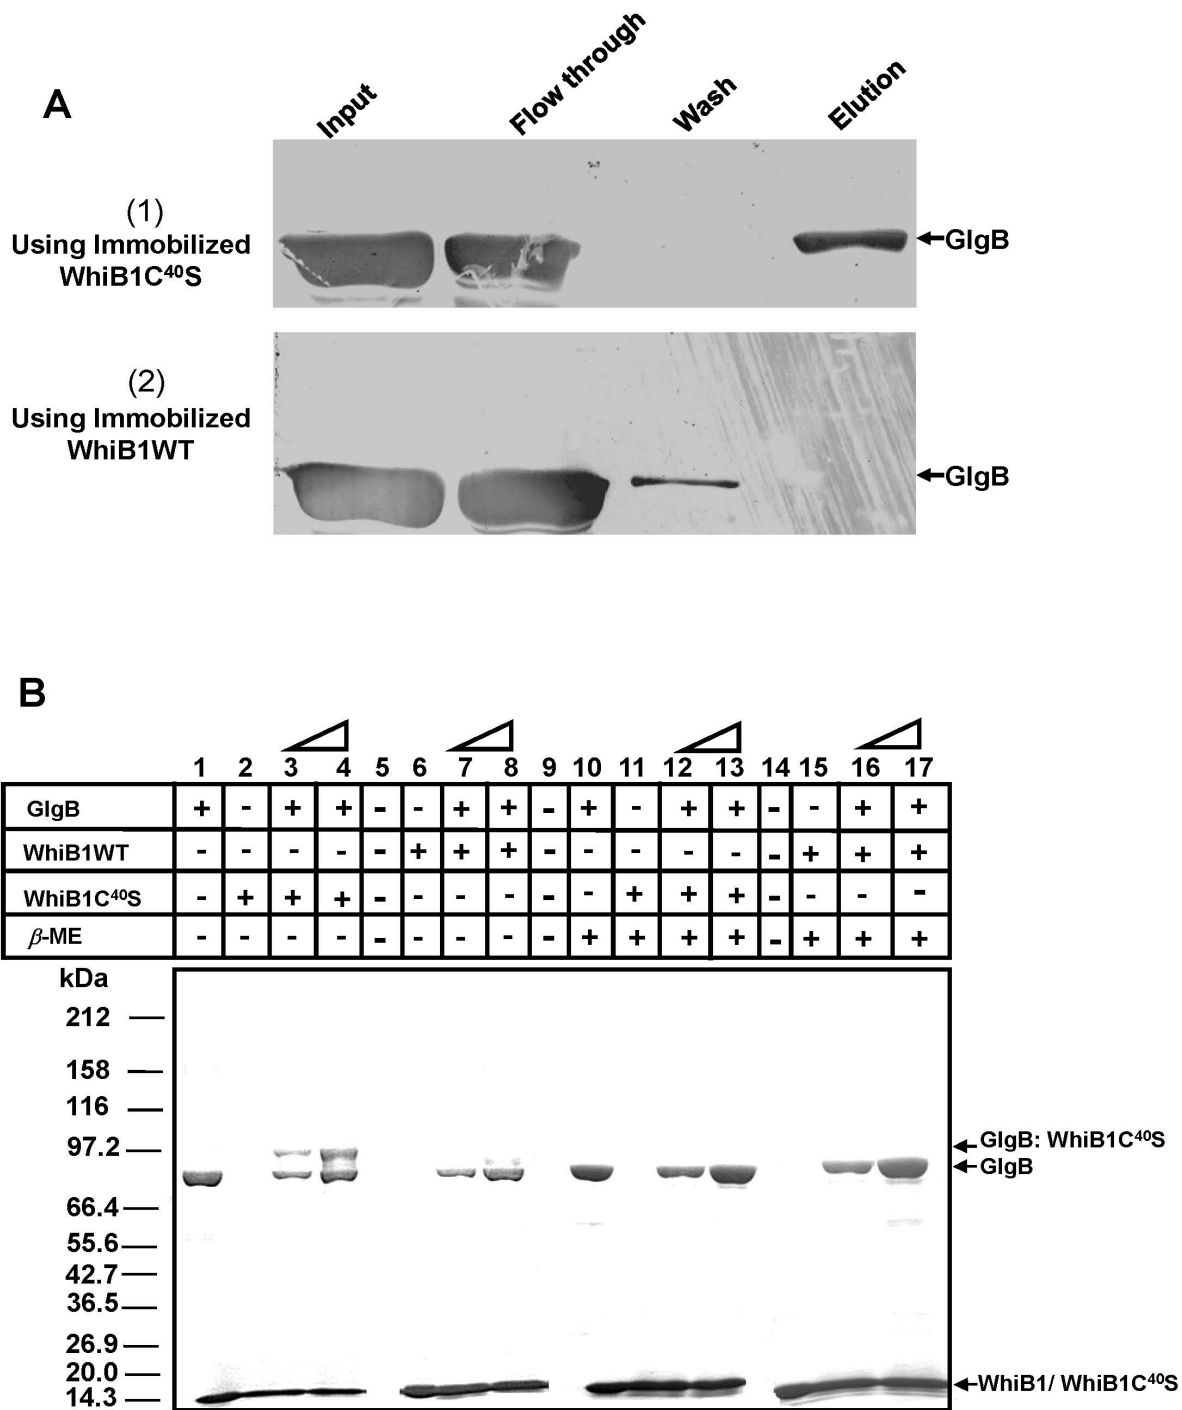 A
Input
Flow through
Wash
Elution
(1)
Using Immobilized
WhiB1C⁴⁰S
GlgB
(2)
Using Immobilized
WhiB1WT
GlgB
B
1 2 3 4 5 6 7 8 9 10 11 12 13 14 15 16 17
GlgB + - + + - - + + - + - + + - - + +
WhiB1WT - - - - - + + + - - - - - - + + +
WhiB1C⁴⁰S - + + + - - - - - - + + + - - - -
β-ME - - - - - - - - - + + + + - + + +
kDa
212
158
116
97.2
66.4
55.6
42.7
36.5
26.9
20.0
14.3
GlgB: WhiB1C⁴⁰S
GlgB
WhiB1/ WhiB1C⁴⁰S